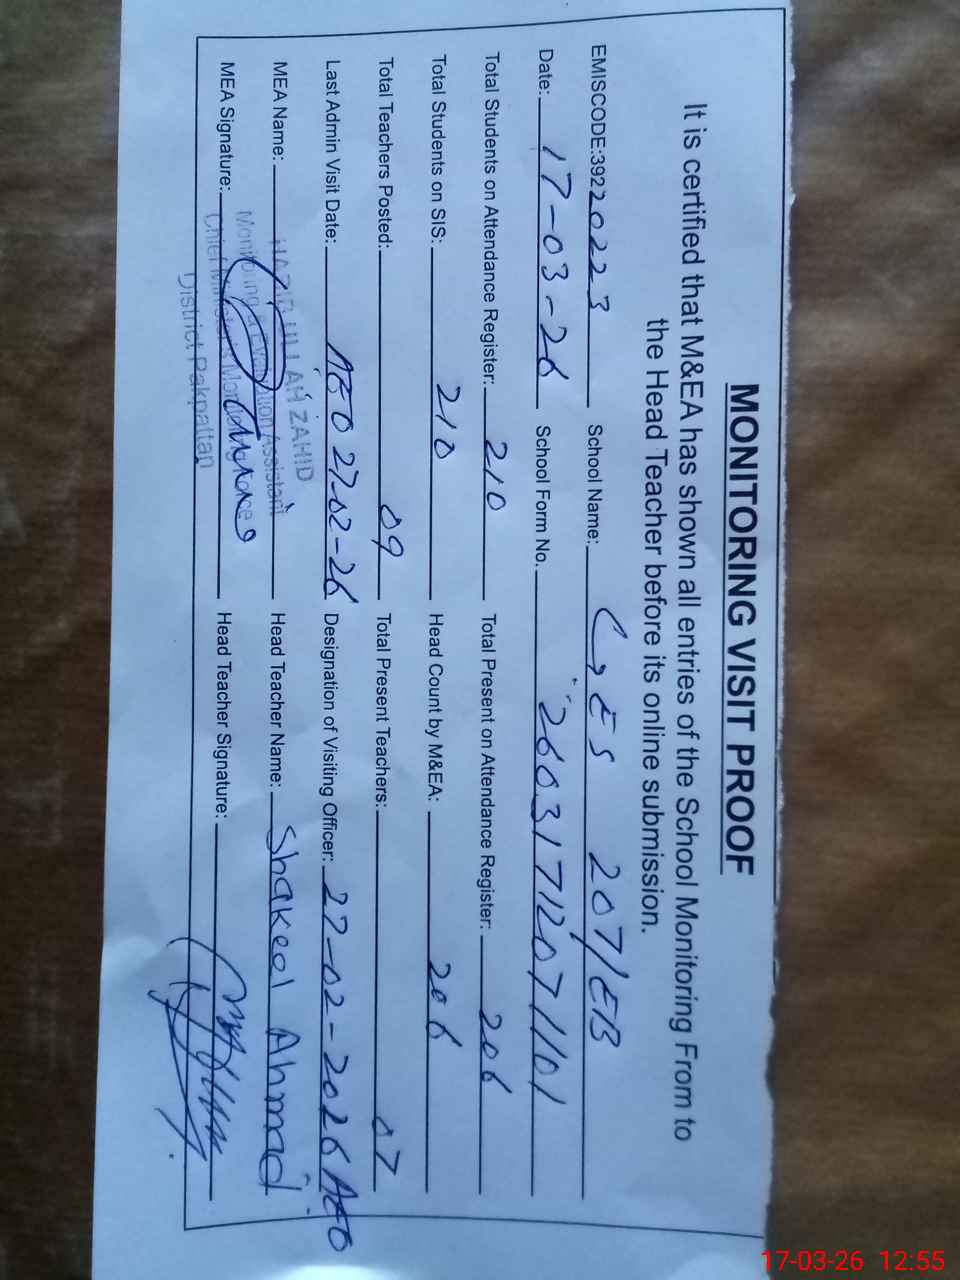 MONITORING VISIT PROOF
It is certified that M&EA has shown all entries of the School Monitoring From to
the Head Teacher before its online submission.
EMISCODE:39220223 School Name: GES 207/EB
Date: 17-03-26 School Form No. 26031712071101
Total Students on Attendance Register: 210 Total Present on Attendance Register: 206
Total Students on SIS: 210 Head Count by M&EA: 206
Total Teachers Posted: 09 Total Present Teachers: 07
Last Admin Visit Date: AEO 27-02-26 Designation of Visiting Officer: 27-02-2026 AEO
MEA Name: ULLAH ZAHID Head Teacher Name: Shakeel Ahmad
Monitoring & Evaluation Assistant
MEA Signature: Head Teacher Signature:
Chief Minister's Monitoring Force
District Pakpattan
17-03-26 12:55